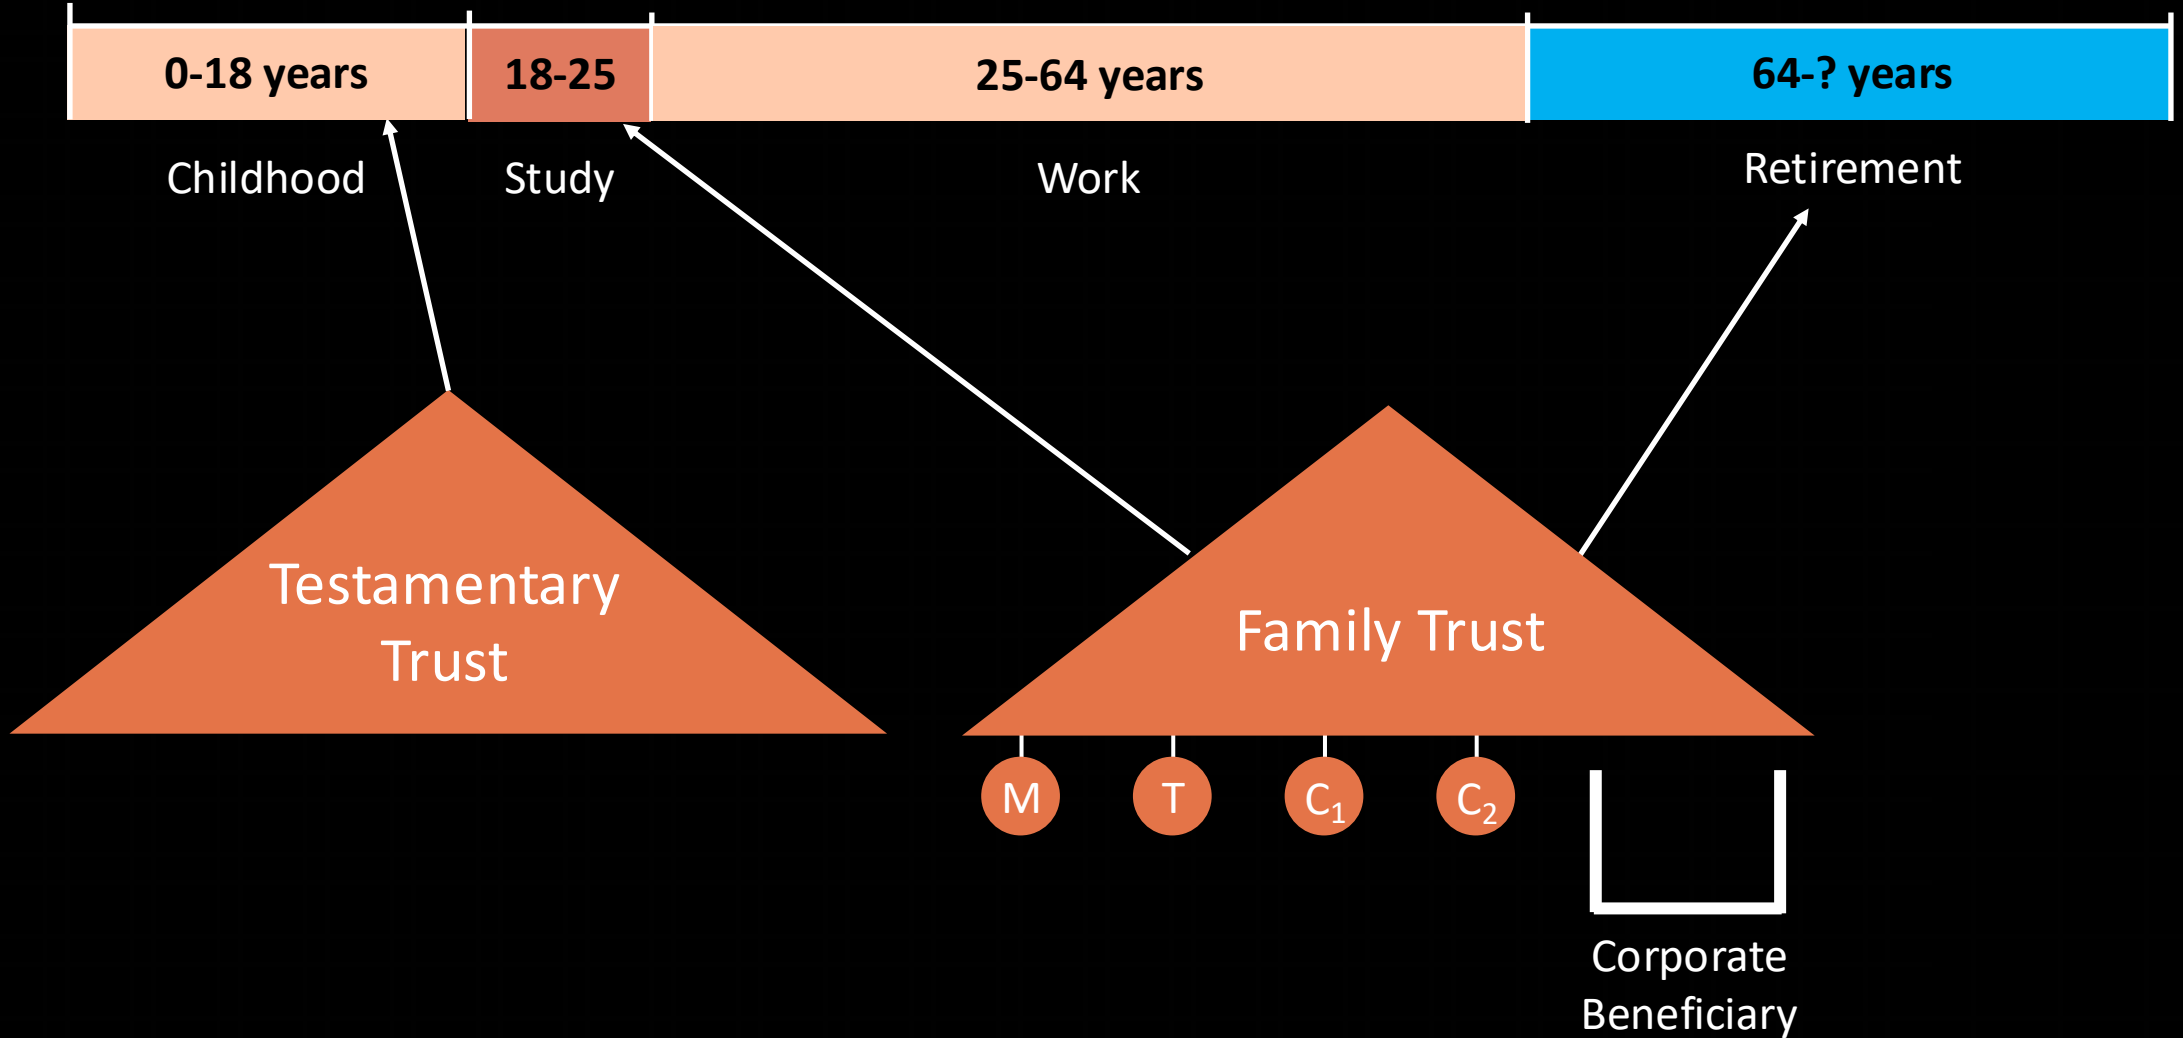 0-18 years
18-25
25-64 years
64-? years
Childhood
Study
Work
Retirement
Testamentary
Trust
Family Trust
M
T
C₁
C₂
Corporate
Beneficiary